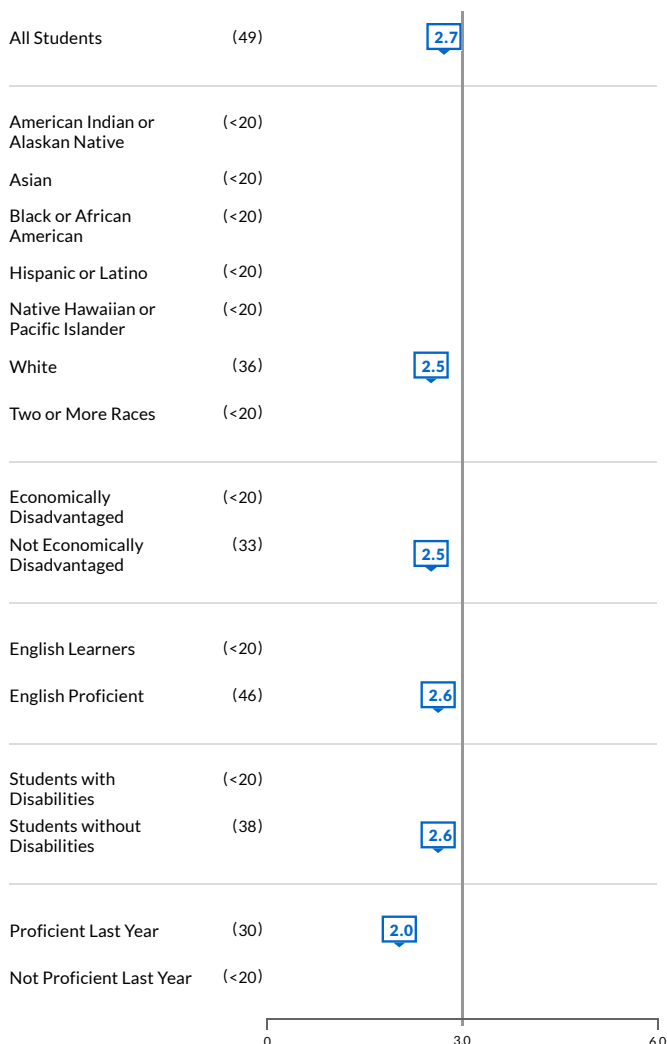 All Students (49) 2.7
American Indian or (<20)
Alaskan Native
Asian (<20)
Black or African (<20)
American
Hispanic or Latino (<20)
Native Hawaiian or (<20)
Pacific Islander
White (36) 2.5
Two or More Races (<20)
Economically (<20)
Disadvantaged
Not Economically (33) 2.5
Disadvantaged
English Learners (<20)
English Proficient (46) 2.6
Students with (<20)
Disabilities
Students without (38) 2.6
Disabilities
Proficient Last Year (30) 2.0
Not Proficient Last Year (<20)
0 3.0 6.0